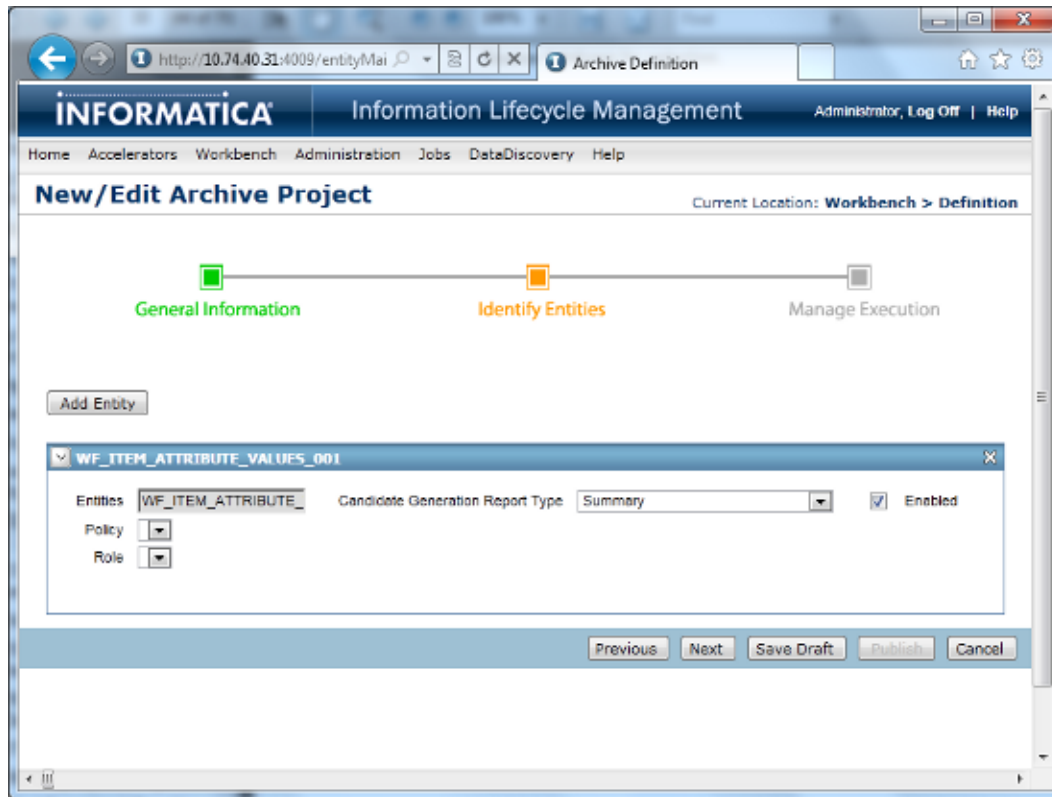 http://10.74.40.31:4009/entityMai
Archive Definition
INFORMATICA
Information Lifecycle Management
Administrator, Log Off | Help
Home Accelerators Workbench Administration Jobs DataDiscovery Help
New/Edit Archive Project
Current Location: Workbench > Definition
General Information
Identify Entities
Manage Execution
Add Entity
WF_ITEM_ATTRIBUTE_VALUES_001
Entities WF_ITEM_ATTRIBUTE_ Candidate Generation Report Type Summary Enabled
Policy
Role
Previous Next Save Draft Publish Cancel